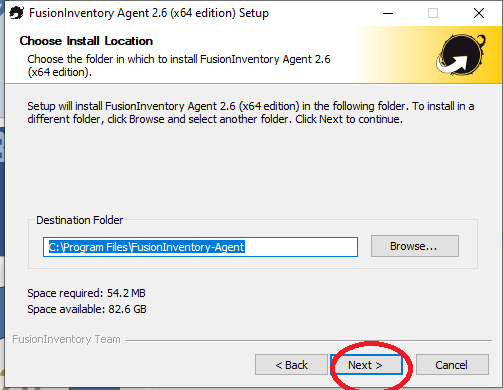 FusionInventory Agent 2.6 (x64 edition) Setup
Choose Install Location
Choose the folder in which to install FusionInventory Agent 2.6
(x64 edition).
Setup will install FusionInventory Agent 2.6 (x64 edition) in the following folder. To install in a
different folder, click Browse and select another folder. Click Next to continue.
Destination Folder
C:\Program Files\FusionInventory-Agent
Browse...
Space required: 54.2 MB
Space available: 82.6 GB
FusionInventory Team
< Back
Next >
Cancel